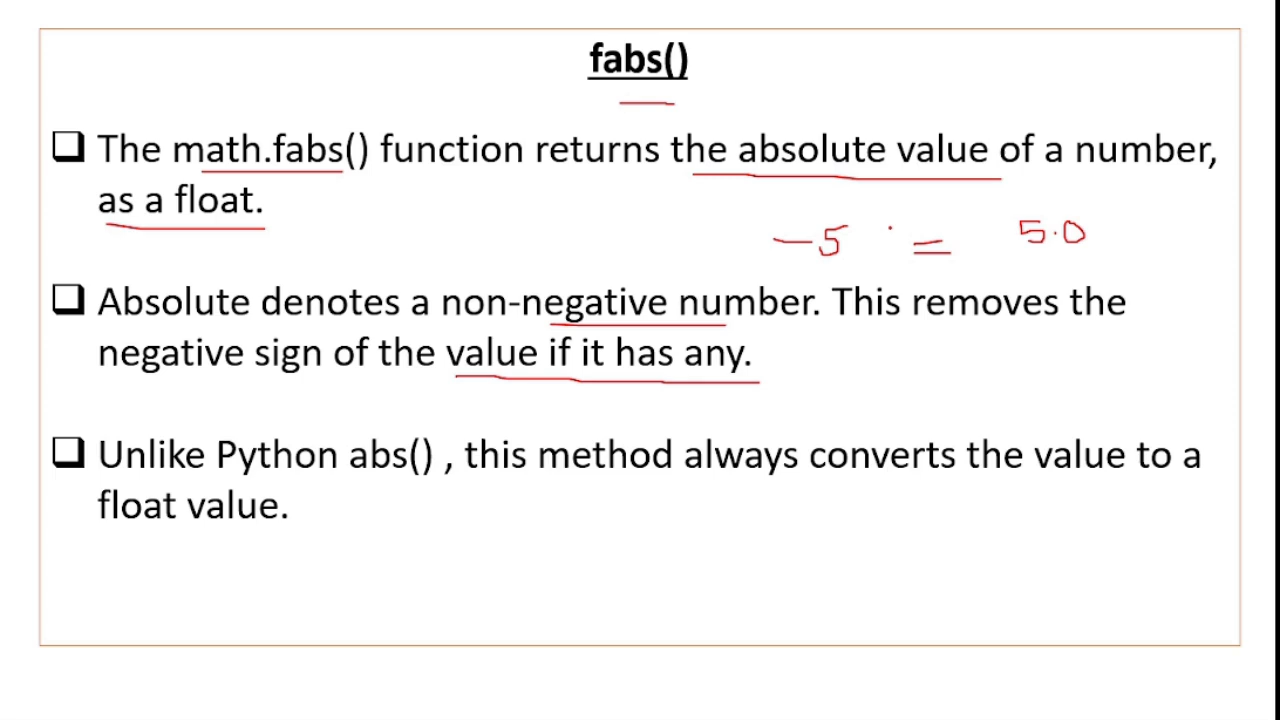 fabs()
The math.fabs() function returns the absolute value of a number,
as a float.
-5 = 5.0
Absolute denotes a non-negative number. This removes the
negative sign of the value if it has any.
Unlike Python abs() , this method always converts the value to a
float value.